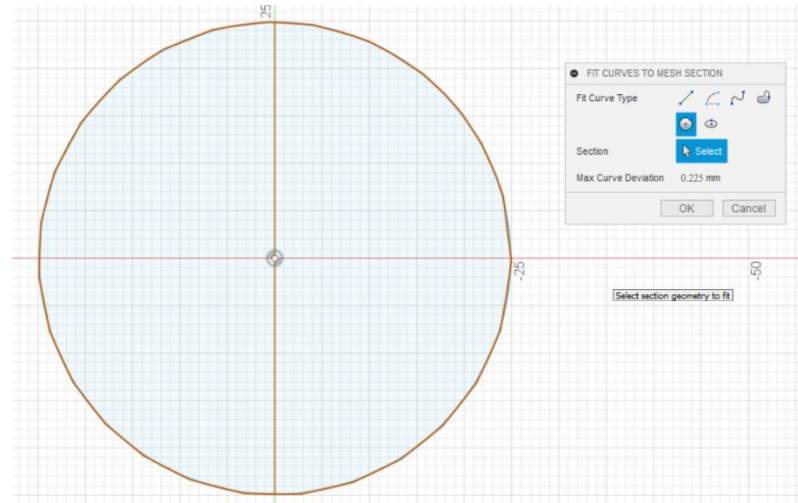 25
FIT CURVES TO MESH SECTION
Fit Curve Type
Section Select
Max Curve Deviation 0.225 mm
OK Cancel
-25
-50
Select section geometry to fit